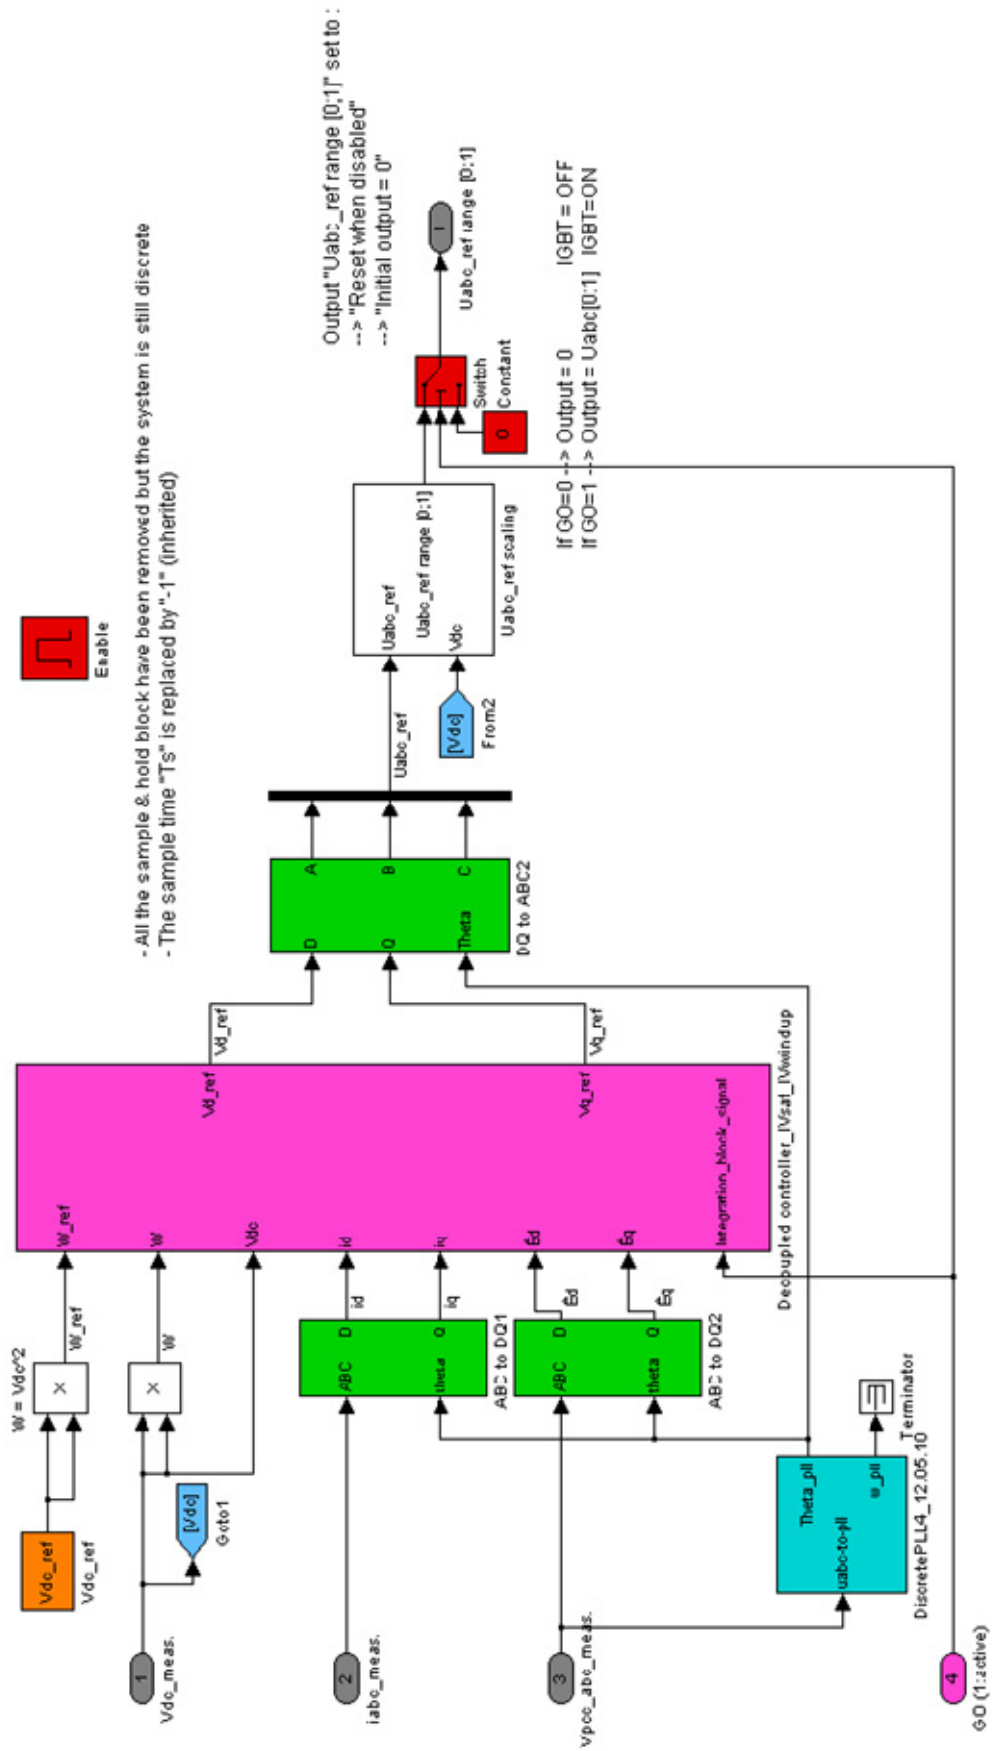 Enable
- All the sample & hold block have been removed but the system is still discrete
- The sample time "Ts" is replaced by "-1" (inherited)
W = Vdc^2
Vdc_ref
Vdc_ref
×
W_ref
W_ref
1
Vdc_meas.
[Vdc]
Goto1
×
W
W
Vdc
2
iabc_meas.
ABC
theta
D
Q
ABC to DQ1
id
iq
id
iq
3
Vpcc_abc_meas.
ABC
theta
D
Q
ABC to DQ2
Ed
Eq
Ed
Eq
uabc-to-pll
Theta_pll
w_pll
DiscretePLL4_12.05.10
Terminator
4
GO (1:active)
Integration_block_signal
Vd_ref
Vq_ref
Decoupled controller_IVsat_IVwindup
Vd_ref
Vq_ref
D
Q
Theta
A
B
C
DQ to ABC2
Uabc_ref
[Vdc]
From2
Uabc_ref
Uabc_ref range [0:1]
Vdc
Uabc_ref scaling
0
Constant
Switch
1
Uabc_ref range [0:1]
Output "Uabc_ref range [0;1]" set to :
--> "Reset when disabled"
--> "Initial output = 0"
If GO=0 --> Output = 0 IGBT = OFF
If GO=1 --> Output = Uabc[0:1] IGBT=ON